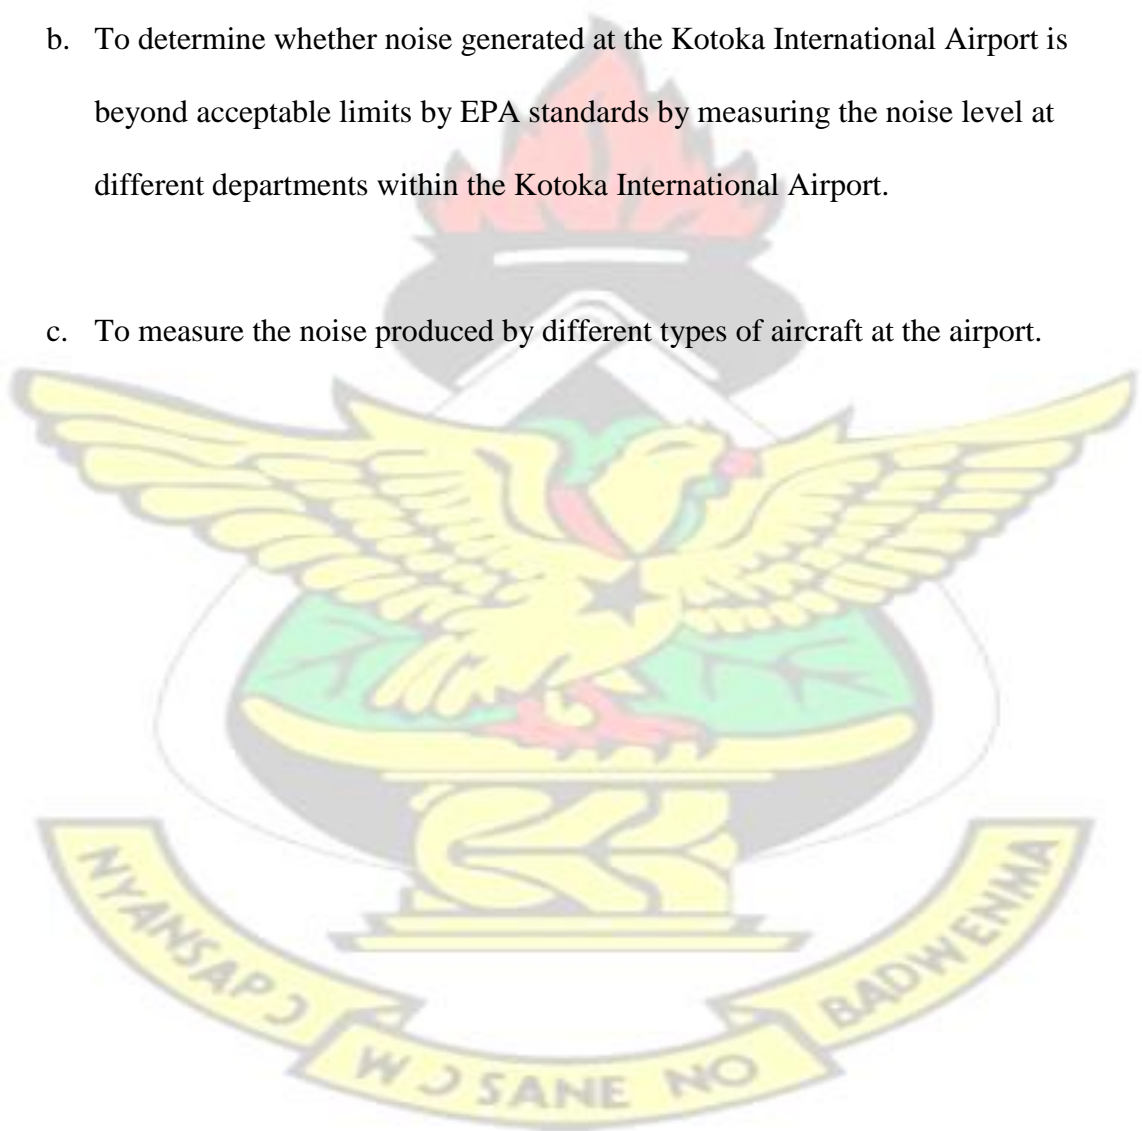 b. To determine whether noise generated at the Kotoka International Airport is
beyond acceptable limits by EPA standards by measuring the noise level at
different departments within the Kotoka International Airport.
c. To measure the noise produced by different types of aircraft at the airport.
NYANSAPƆ
WƆSANE NO
BADWENMA